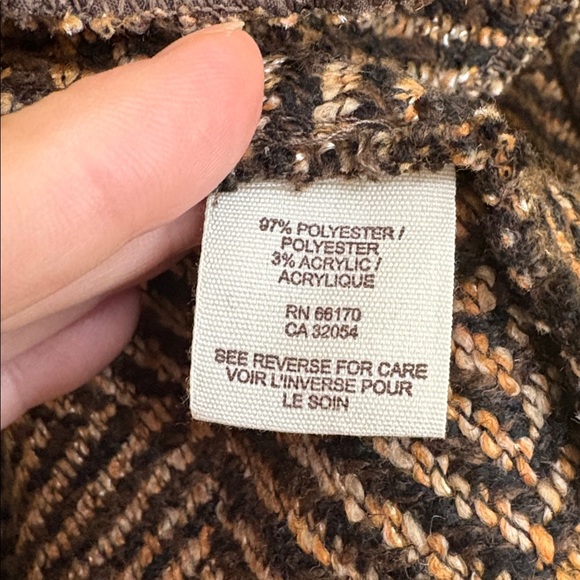 97% POLYESTER /
POLYESTER
3% ACRYLIC /
ACRYLIQUE
RN 66170
CA 32054
SEE REVERSE FOR CARE
VOIR L'INVERSE POUR
LE SOIN